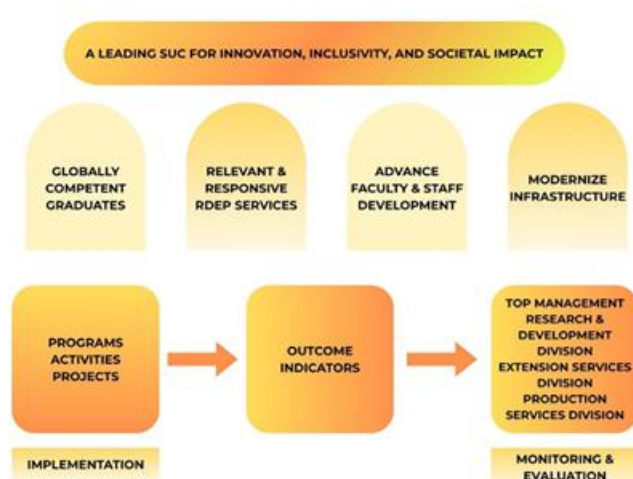 A LEADING SUC FOR INNOVATION, INCLUSIVITY, AND SOCIETAL IMPACT
GLOBALLY
COMPETENT
GRADUATES
RELEVANT &
RESPONSIVE
RDEP SERVICES
ADVANCE
FACULTY & STAFF
DEVELOPMENT
MODERNIZE
INFRASTRUCTURE
PROGRAMS
ACTIVITIES
PROJECTS
OUTCOME
INDICATORS
TOP MANAGEMENT
RESEARCH &
DEVELOPMENT
DIVISION
EXTENSION SERVICES
DIVISION
PRODUCTION
SERVICES DIVISION
IMPLEMENTATION
MONITORING &
EVALUATION